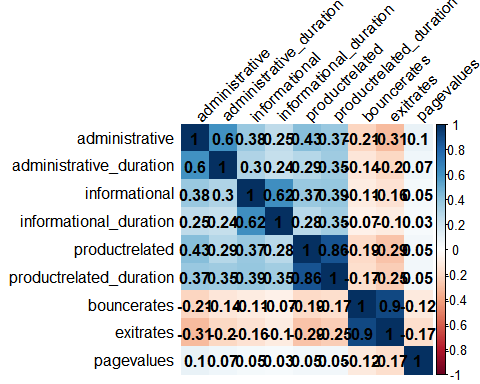 administrative
administrative_duration
informational
informational_duration
productrelated
productrelated_duration
bouncerates
exitrates
pagevalues
administrative 1 0.6 0.38 0.25 0.43 0.37 -0.21 -0.31 0.1
administrative_duration 0.6 1 0.3 0.24 0.29 0.35 -0.14 -0.2 0.07
informational 0.38 0.3 1 0.62 0.37 0.39 -0.11 -0.16 0.05
informational_duration 0.25 0.24 0.62 1 0.28 0.35 -0.07 -0.1 0.03
productrelated 0.43 0.29 0.37 0.28 1 0.86 -0.19 -0.29 0.05
productrelated_duration 0.37 0.35 0.39 0.35 0.86 1 -0.17 -0.25 0.05
bouncerates -0.21 -0.14 -0.11 -0.07 -0.19 -0.17 1 0.9 -0.12
exitrates -0.31 -0.2 -0.16 -0.1 -0.29 -0.25 0.9 1 -0.17
pagevalues 0.1 0.07 0.05 0.03 0.05 0.05 -0.12 -0.17 1
1
0.8
0.6
0.4
0.2
0
-0.2
-0.4
-0.6
-0.8
-1